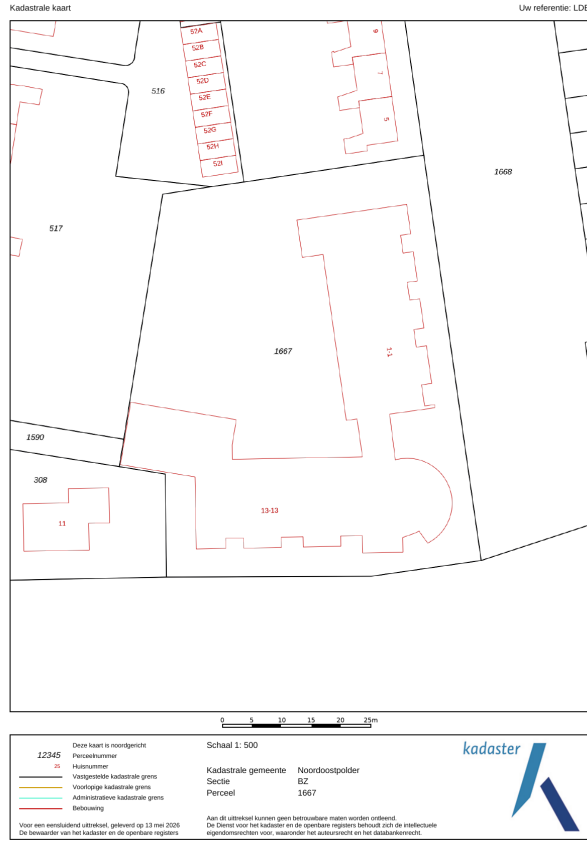 Kadastrale kaart
Uw referentie: LDE
52A
52B
52C
52D
52E
52F
52G
52H
52I
9
7
5
516
517
1668
1667
1-1
1590
308
11
13-13
0 5 10 15 20 25m
Deze kaart is noordgericht
12345 Perceelnummer
25 Huisnummer
Vastgestelde kadastrale grens
Voorlopige kadastrale grens
Administratieve kadastrale grens
Bebouwing
Voor een eensluidend uittreksel, geleverd op 13 mei 2026
De bewaarder van het kadaster en de openbare registers
Schaal 1: 500
Kadastrale gemeente Noordoostpolder
Sectie BZ
Perceel 1667
Aan dit uittreksel kunnen geen betrouwbare maten worden ontleend.
De Dienst voor het kadaster en de openbare registers behoudt zich de intellectuele
eigendomsrechten voor, waaronder het auteursrecht en het databankenrecht.
kadaster